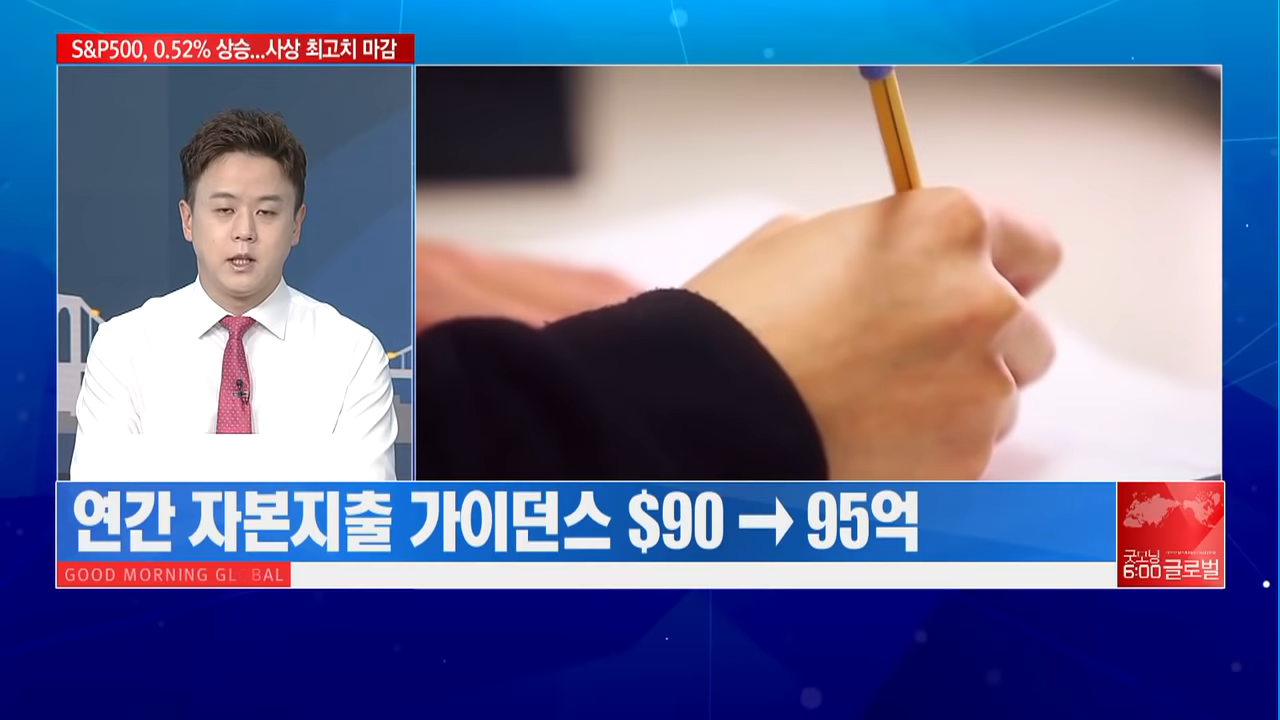 S&P500, 0.52% 상승...사상 최고치 마감
연간 자본지출 가이던스 $90 → 95억
GOOD MORNING GL BAL
굿모닝
6:00 글로벌